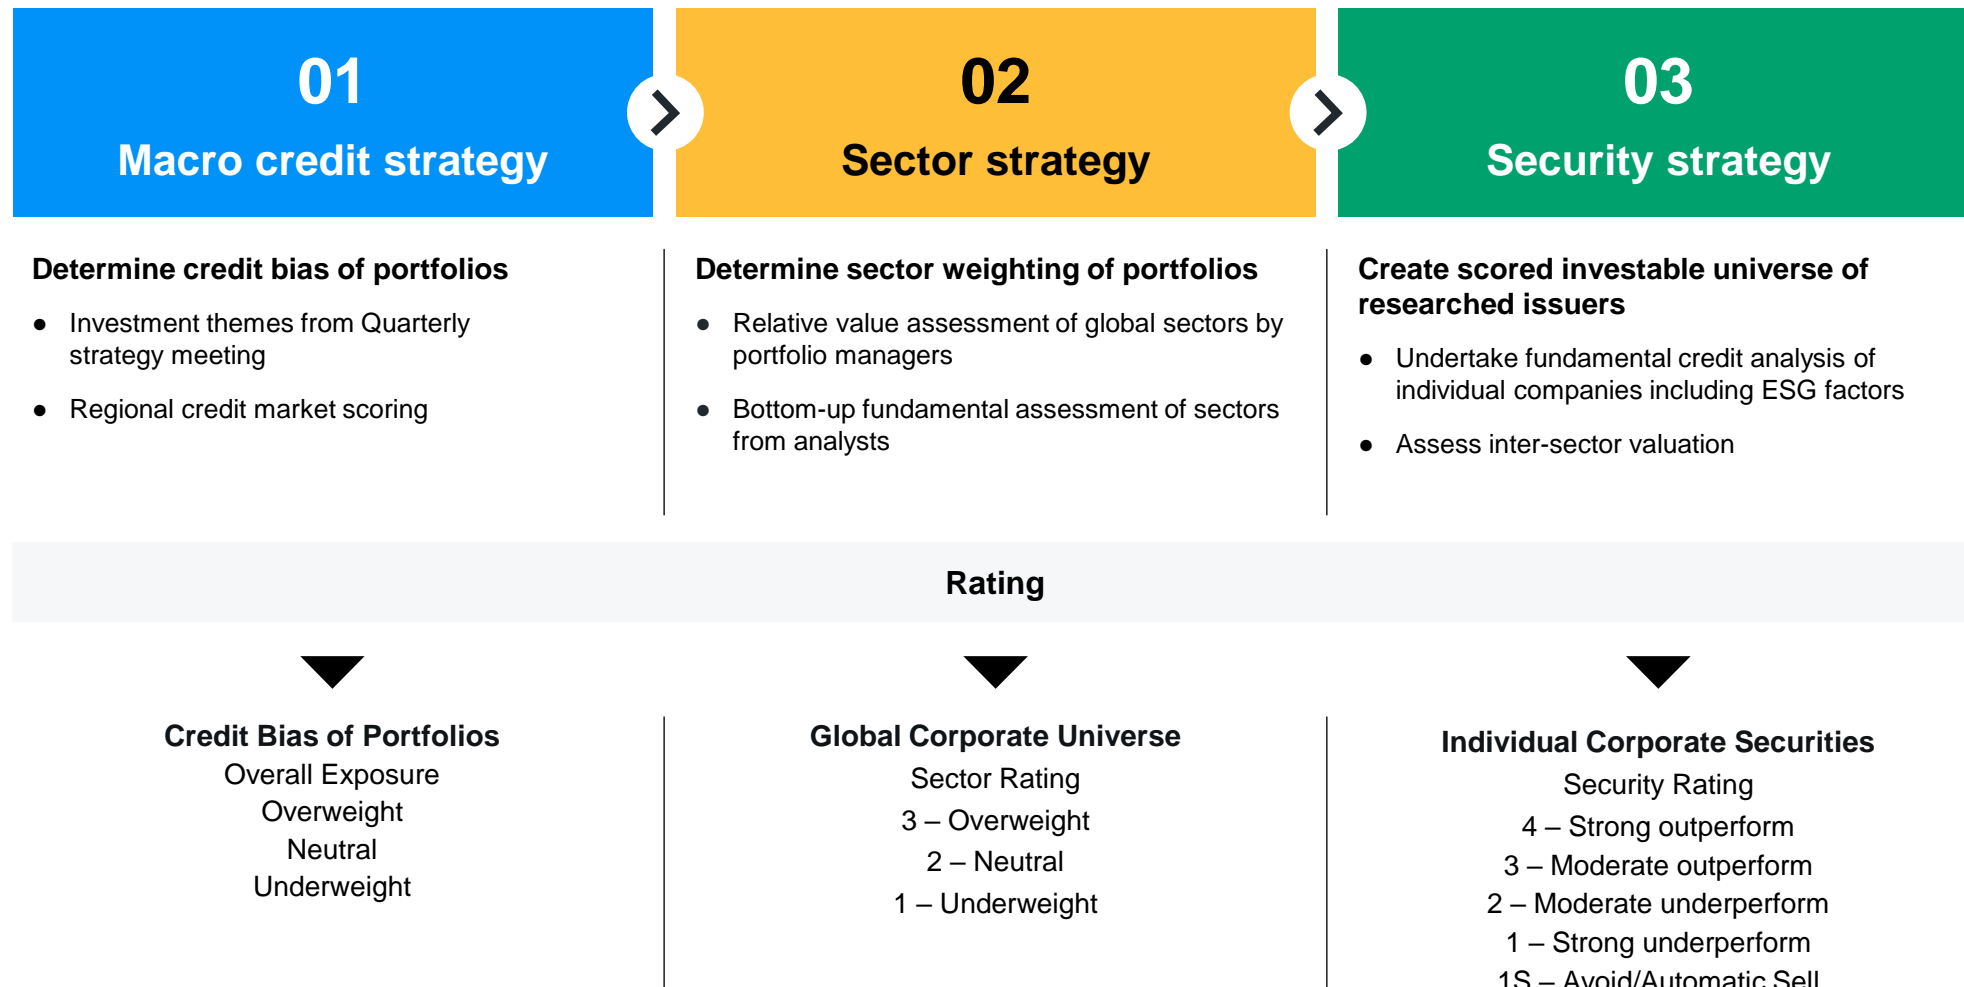 01
Macro credit strategy
02
Sector strategy
03
Security strategy
Determine credit bias of portfolios
● Investment themes from Quarterly
strategy meeting
● Regional credit market scoring
Determine sector weighting of portfolios
● Relative value assessment of global sectors by
portfolio managers
● Bottom-up fundamental assessment of sectors
from analysts
Create scored investable universe of
researched issuers
● Undertake fundamental credit analysis of
individual companies including ESG factors
● Assess inter-sector valuation
Rating
Credit Bias of Portfolios
Overall Exposure
Overweight
Neutral
Underweight
Global Corporate Universe
Sector Rating
3 – Overweight
2 – Neutral
1 – Underweight
Individual Corporate Securities
Security Rating
4 – Strong outperform
3 – Moderate outperform
2 – Moderate underperform
1 – Strong underperform
1S – Avoid/Automatic Sell